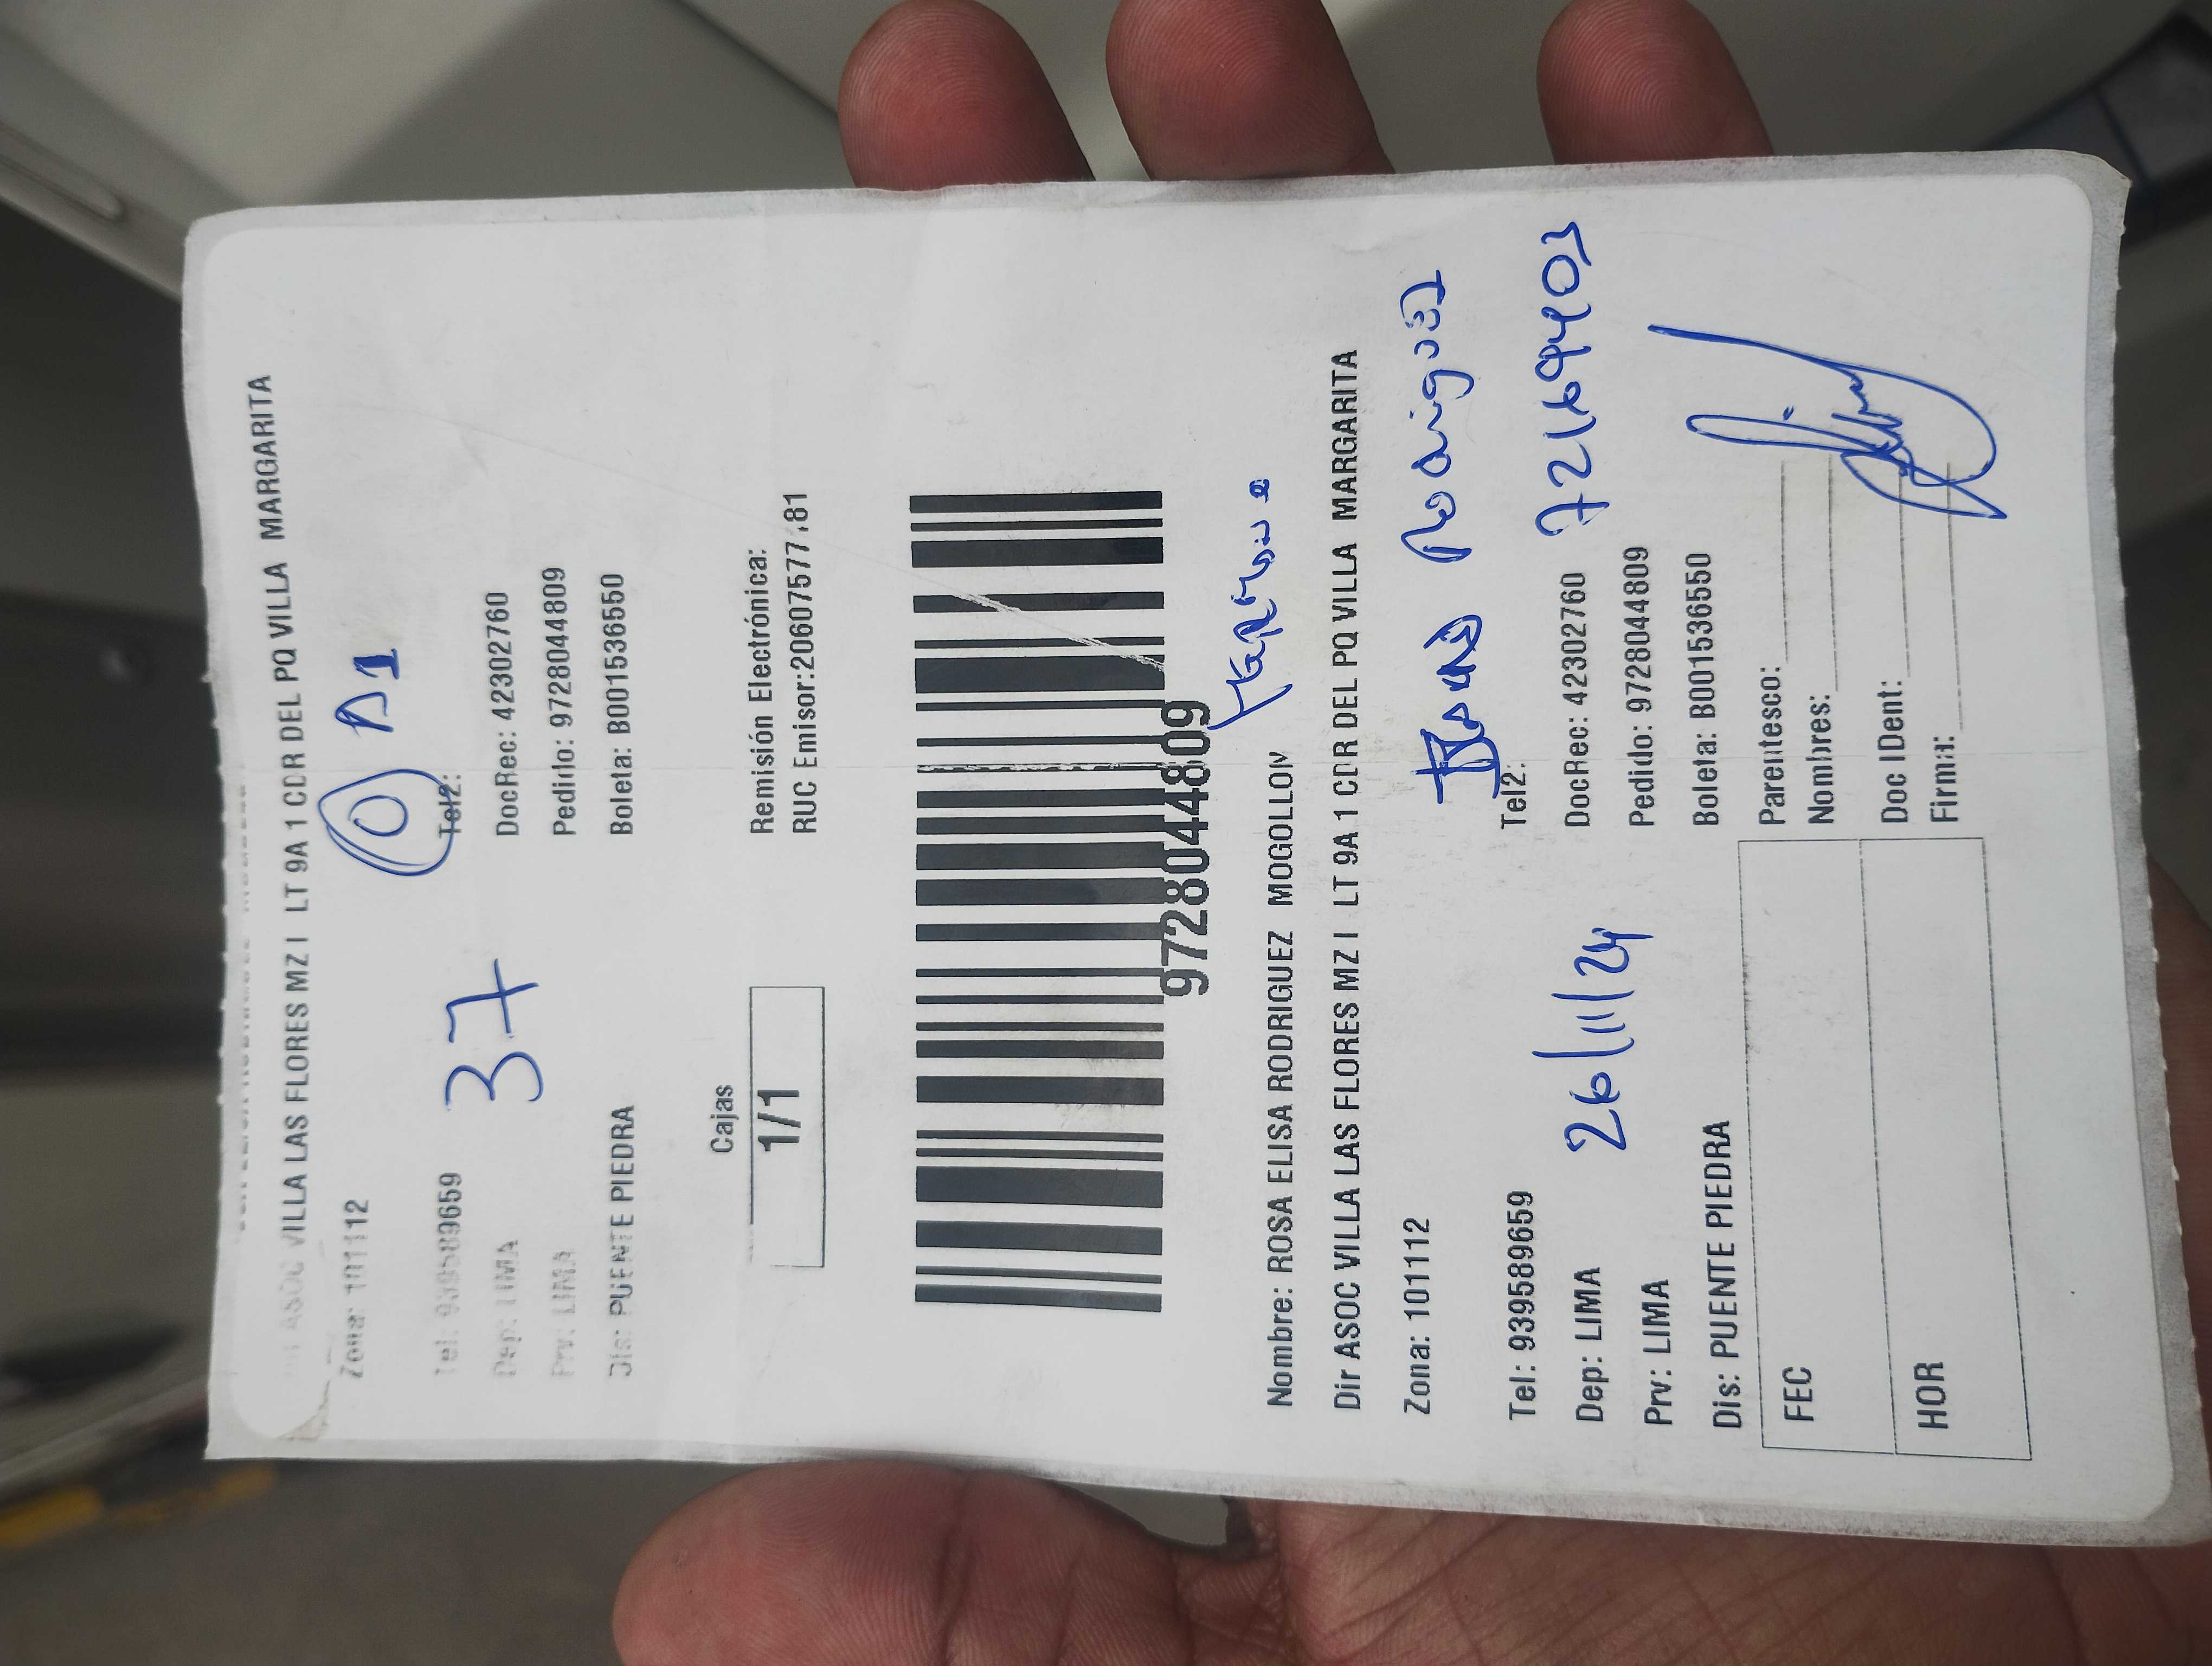 ASOC VILLA LAS FLORES MZ I LT 9A 1 CDR DEL PQ VILLA MARGARITA
Zona: 101112
Tel: 939589659
Tel2:
37
Dep: LIMA
DocRec: 42302760
Prv: LIMA
Pedido: 9728044809
Dis: PUENTE PIEDRA
Boleta: B001536550
Cajas
1/1
Remisión Electrónica:
RUC Emisor:20607577181
9728044809
Nombre: ROSA ELISA RODRIGUEZ MOGOLLON
Dir ASOC VILLA LAS FLORES MZ I LT 9A 1 CDR DEL PQ VILLA MARGARITA
Zona: 101112
Tel: 939589659
Tel2:
Dep: LIMA
26/11/24
DocRec: 42302760
72169403
Prv: LIMA
Pedido: 9728044809
Dis: PUENTE PIEDRA
Boleta: B001536550
FEC
Parentesco:
Nombres:
HOR
Doc IDent:
Firma: